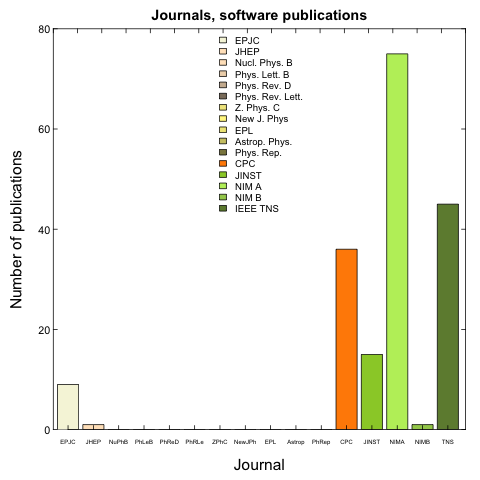 Journals, software publications
80
60
40
20
0
Number of publications
EPJC
JHEP
Nucl. Phys. B
Phys. Lett. B
Phys. Rev. D
Phys. Rev. Lett.
Z. Phys. C
New J. Phys
EPL
Astrop. Phys.
Phys. Rep.
CPC
JINST
NIM A
NIM B
IEEE TNS
EPJC JHEP NuPhB PhLeB PhReD PhRLe ZPhC NewJPh EPL Astrop PhRep CPC JINST NIMA NIMB TNS
Journal